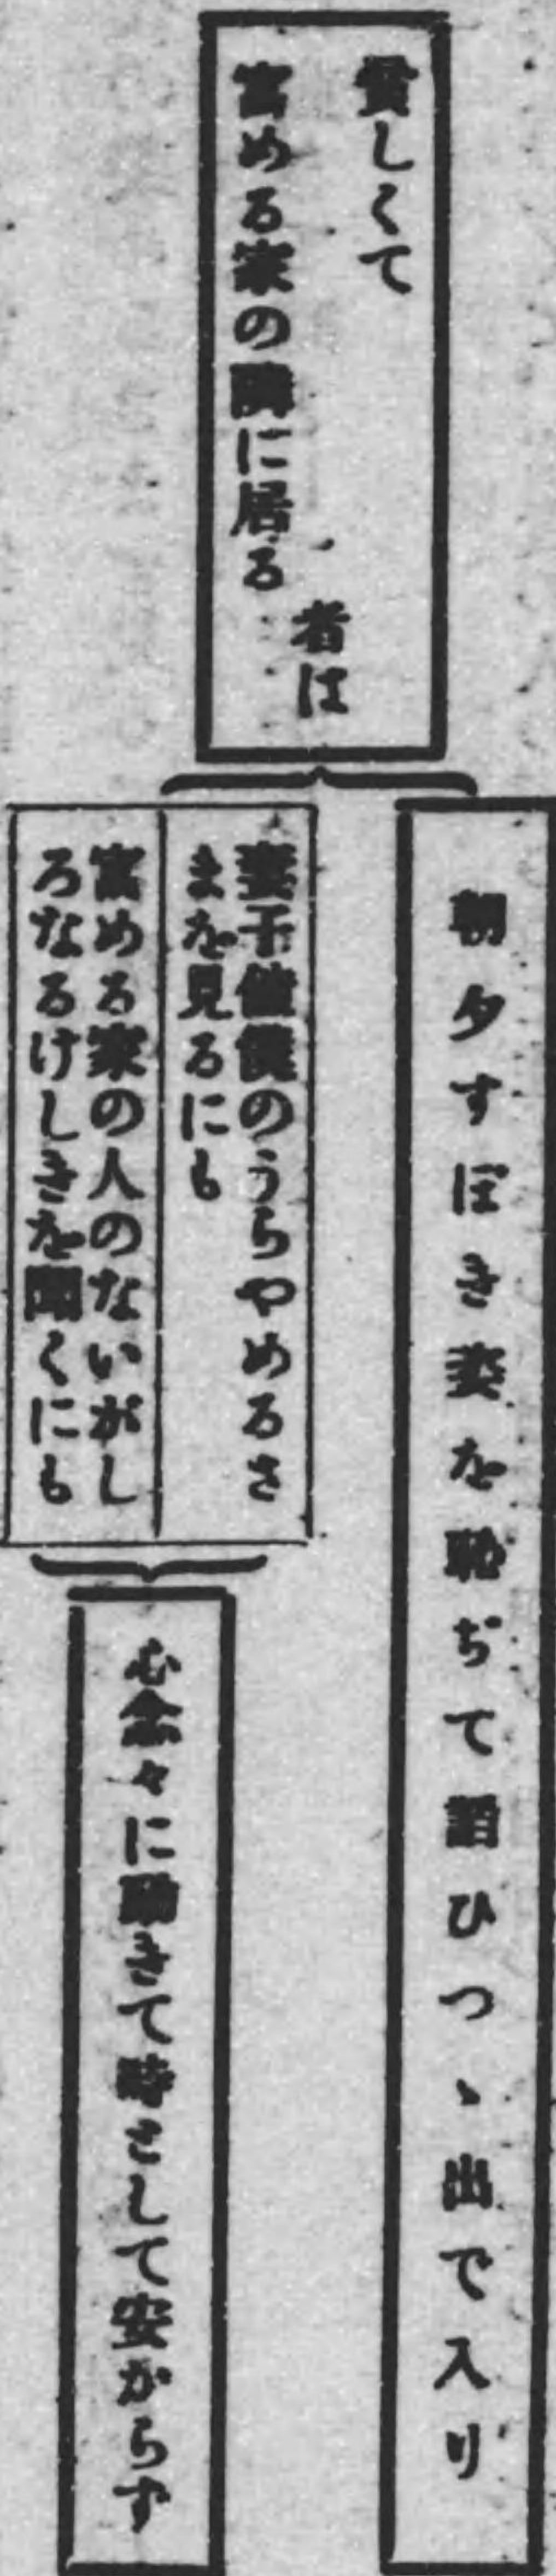 貧しくて
富める家の隣に居る
者は
朝夕すぼき姿を恥ぢて諂ひつゝ出で入り
妻子僮僕のうらやめるさ
まを見るにも
富める家の人のないがし
ろなるけしきを聞くにも
心念々に動きて時として安からず